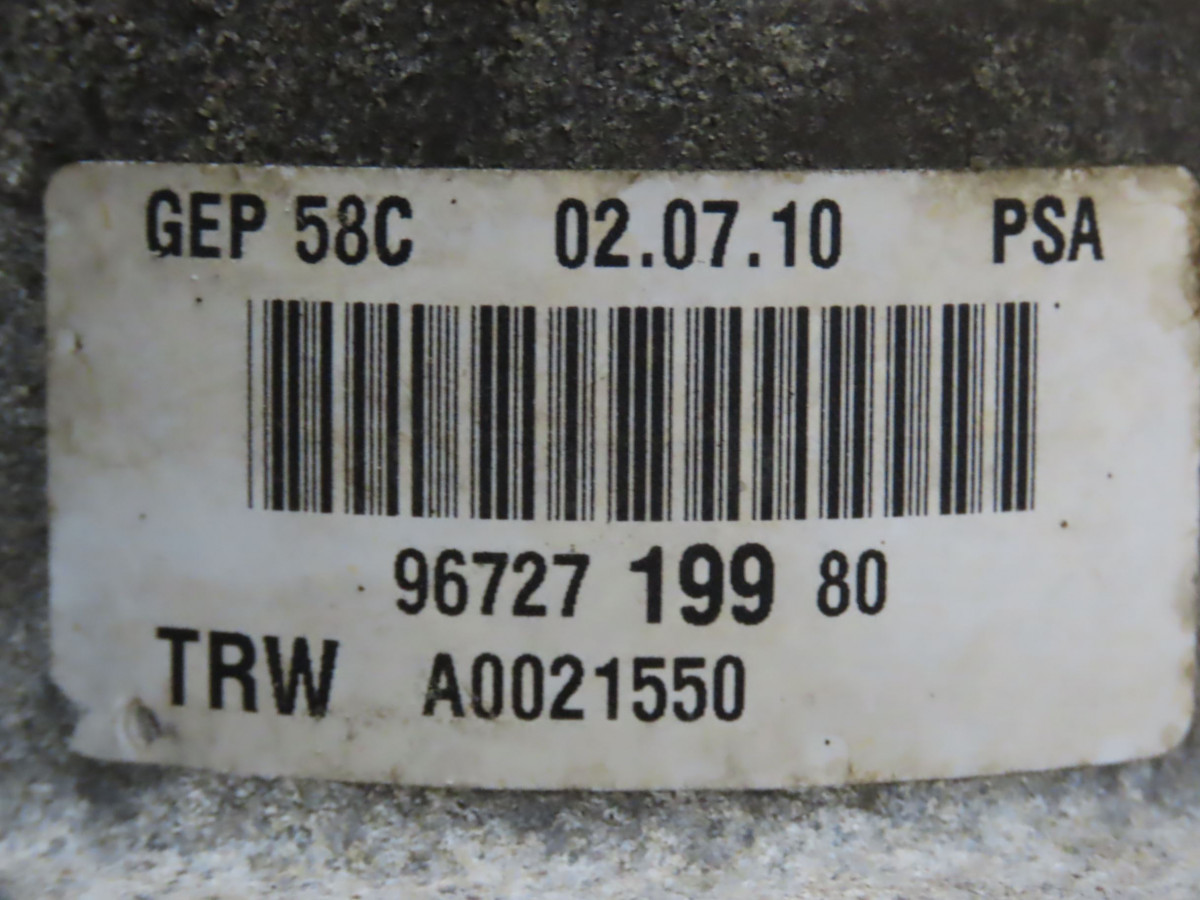 GEP 58C 02.07.10 PSA
96727 199 80
TRW A0021550